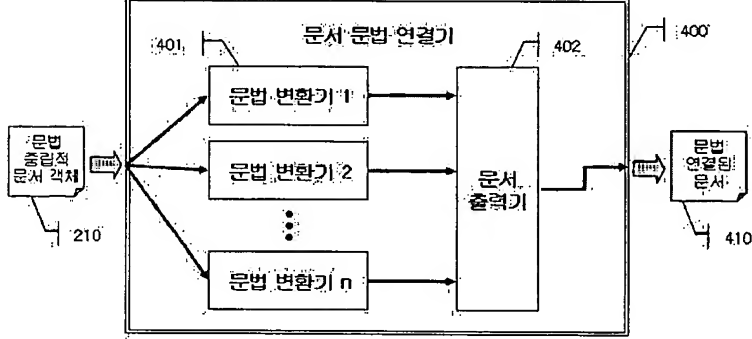 문서 문법 연결기
401
402
400
문법 변환기 1
문법 변환기 2
문법 변환기 n
문법
중립적
문서 객체
210
문서
출력기
문법
연결된
문서
410